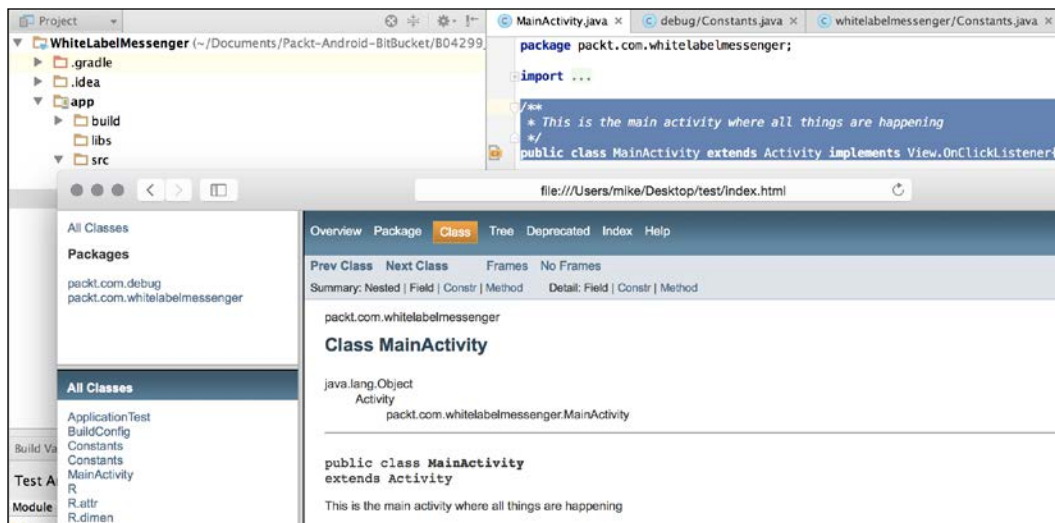 Project
WhiteLabelMessenger (~/Documents/Packt-Android-BitBucket/B04299_
.gradle
.idea
app
build
libs
src
MainActivity.java ×
debug/Constants.java ×
whitelabelmessenger/Constants.java ×
package packt.com.whitelabelmessenger;
import ...
/**
* This is the main activity where all things are happening
*/
public class MainActivity extends Activity implements View.OnClickListener{
file:///Users/mike/Desktop/test/index.html
All Classes
Packages
packt.com.debug
packt.com.whitelabelmessenger
All Classes
ApplicationTest
BuildConfig
Constants
Constants
MainActivity
R
R.attr
R.dimen
Overview Package Class Tree Deprecated Index Help
Prev Class Next Class Frames No Frames
Summary: Nested | Field | Constr | Method Detail: Field | Constr | Method
packt.com.whitelabelmessenger
Class MainActivity
java.lang.Object
Activity
packt.com.whitelabelmessenger.MainActivity
public class MainActivity
extends Activity
This is the main activity where all things are happening
Build Va
Test A
Module